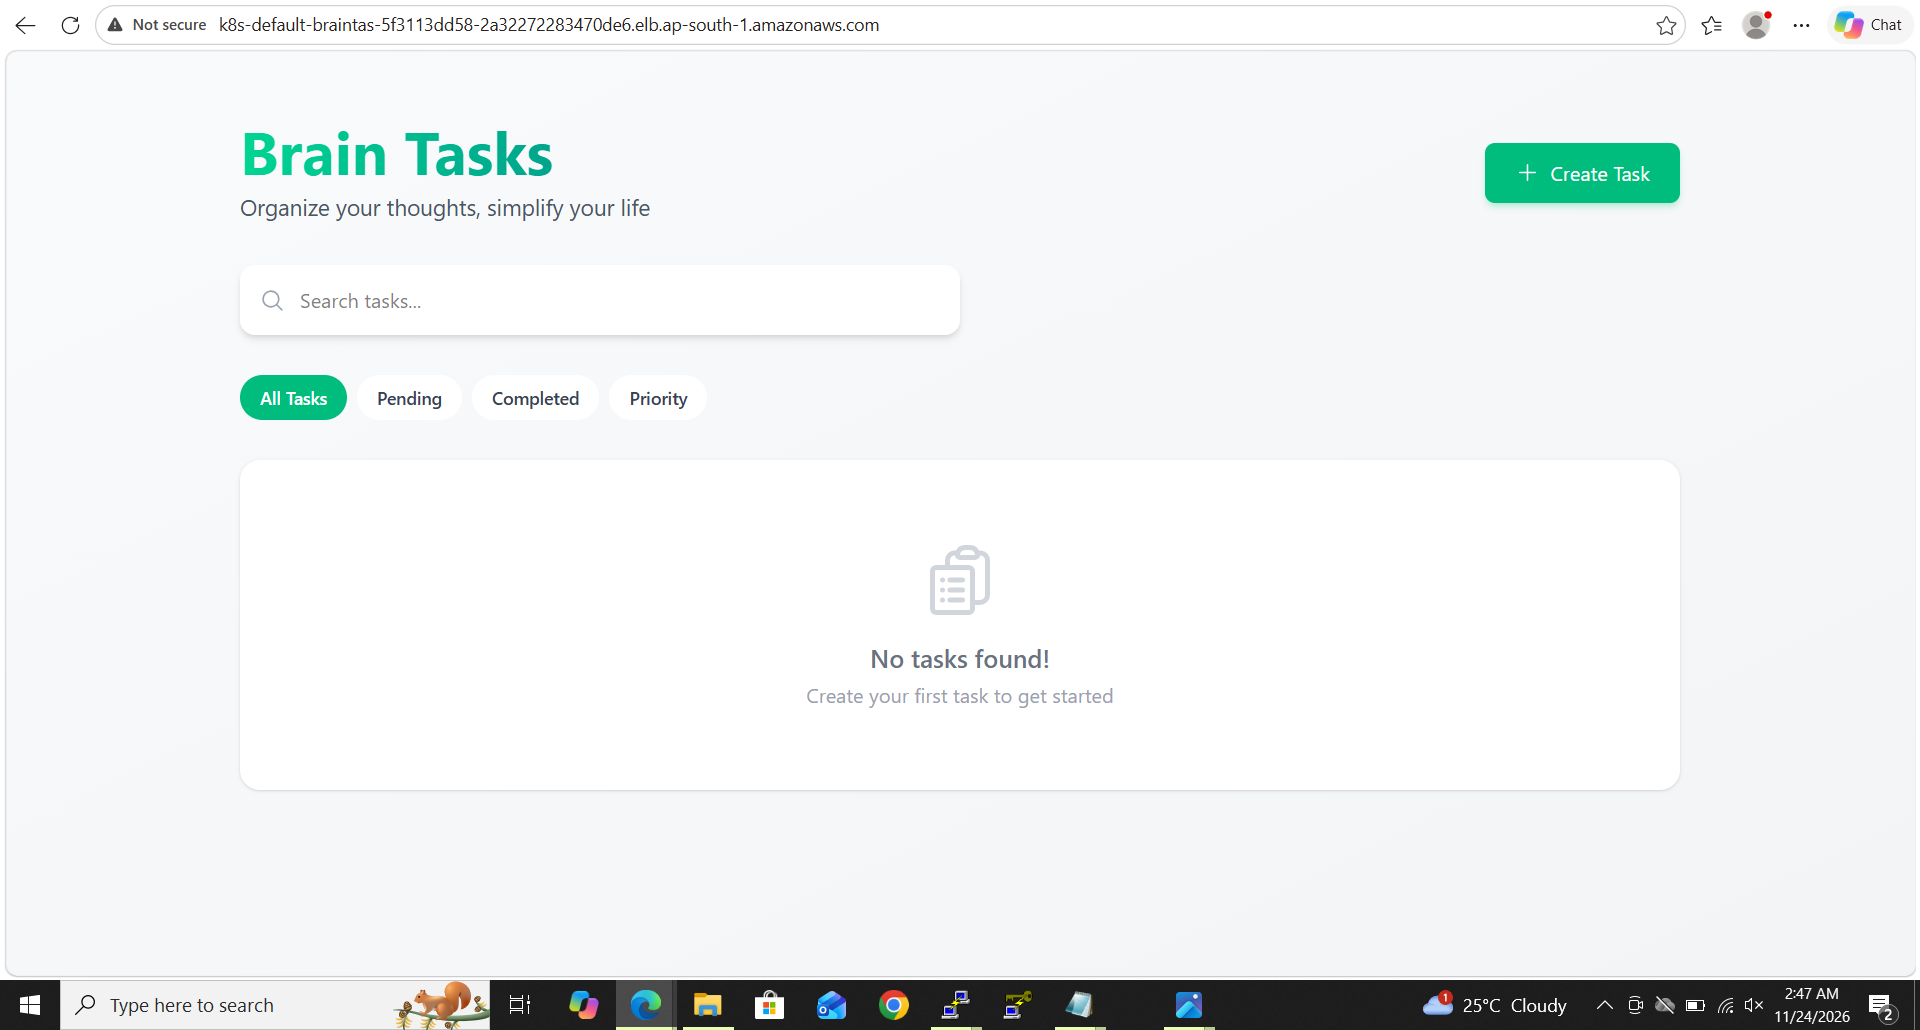 Not secure k8s-default-braintas-5f3113dd58-2a32272283470de6.elb.ap-south-1.amazonaws.com
Chat
Brain Tasks
Organize your thoughts, simplify your life
Create Task
Search tasks...
All Tasks Pending Completed Priority
No tasks found!
Create your first task to get started
Type here to search
1
25°C Cloudy
2:47 AM
11/24/2026
2